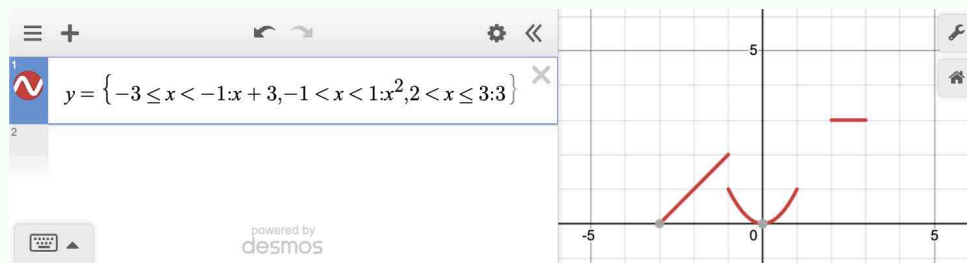 1
y = {−3 ≤ x < −1:x + 3,−1 < x < 1:x²,2 < x ≤ 3:3}
2
powered by
desmos
5
-5
0
5